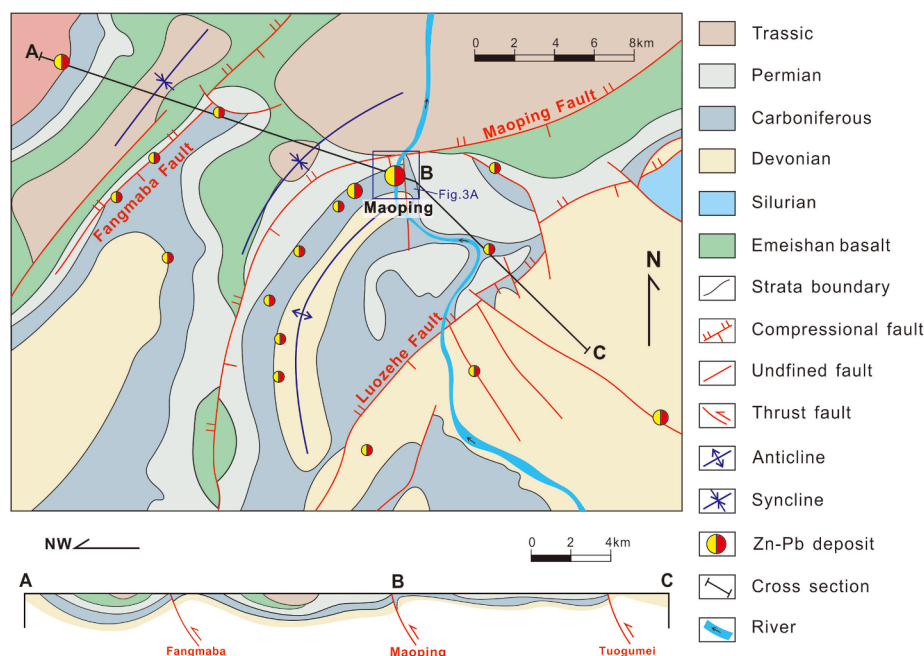 A
0 2 4 6 8km
Maoping Fault
Fangmaba Fault
B
Fig.3A
Maoping
N
Luozehe Fault
C
Trassic
Permian
Carboniferous
Devonian
Silurian
Emeishan basalt
Strata boundary
Compressional fault
Undfined fault
Thrust fault
Anticline
Syncline
Zn-Pb deposit
Cross section
River
NW
0 2 4km
A B C
Fangmaba Maoping Tuogumei